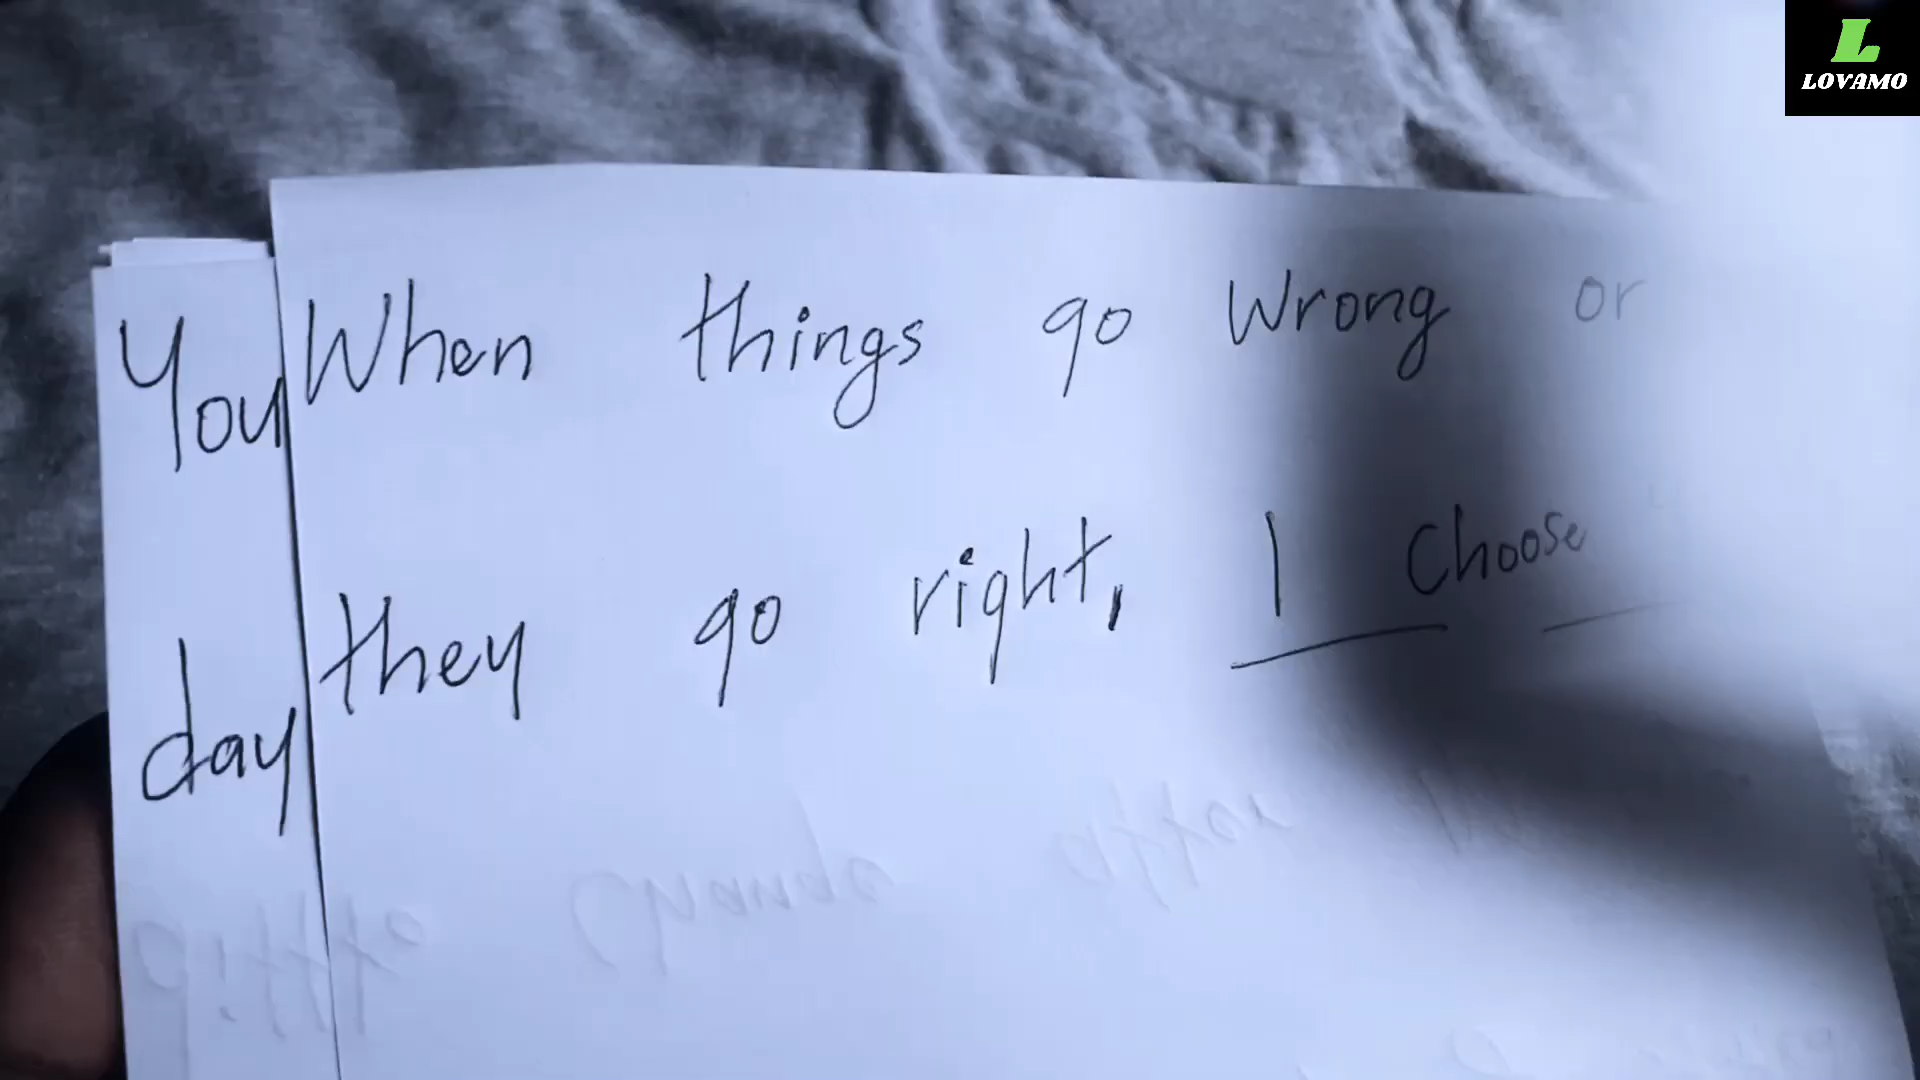 L
LOVAMO
You
day
When things go wrong or
they go right, I choose